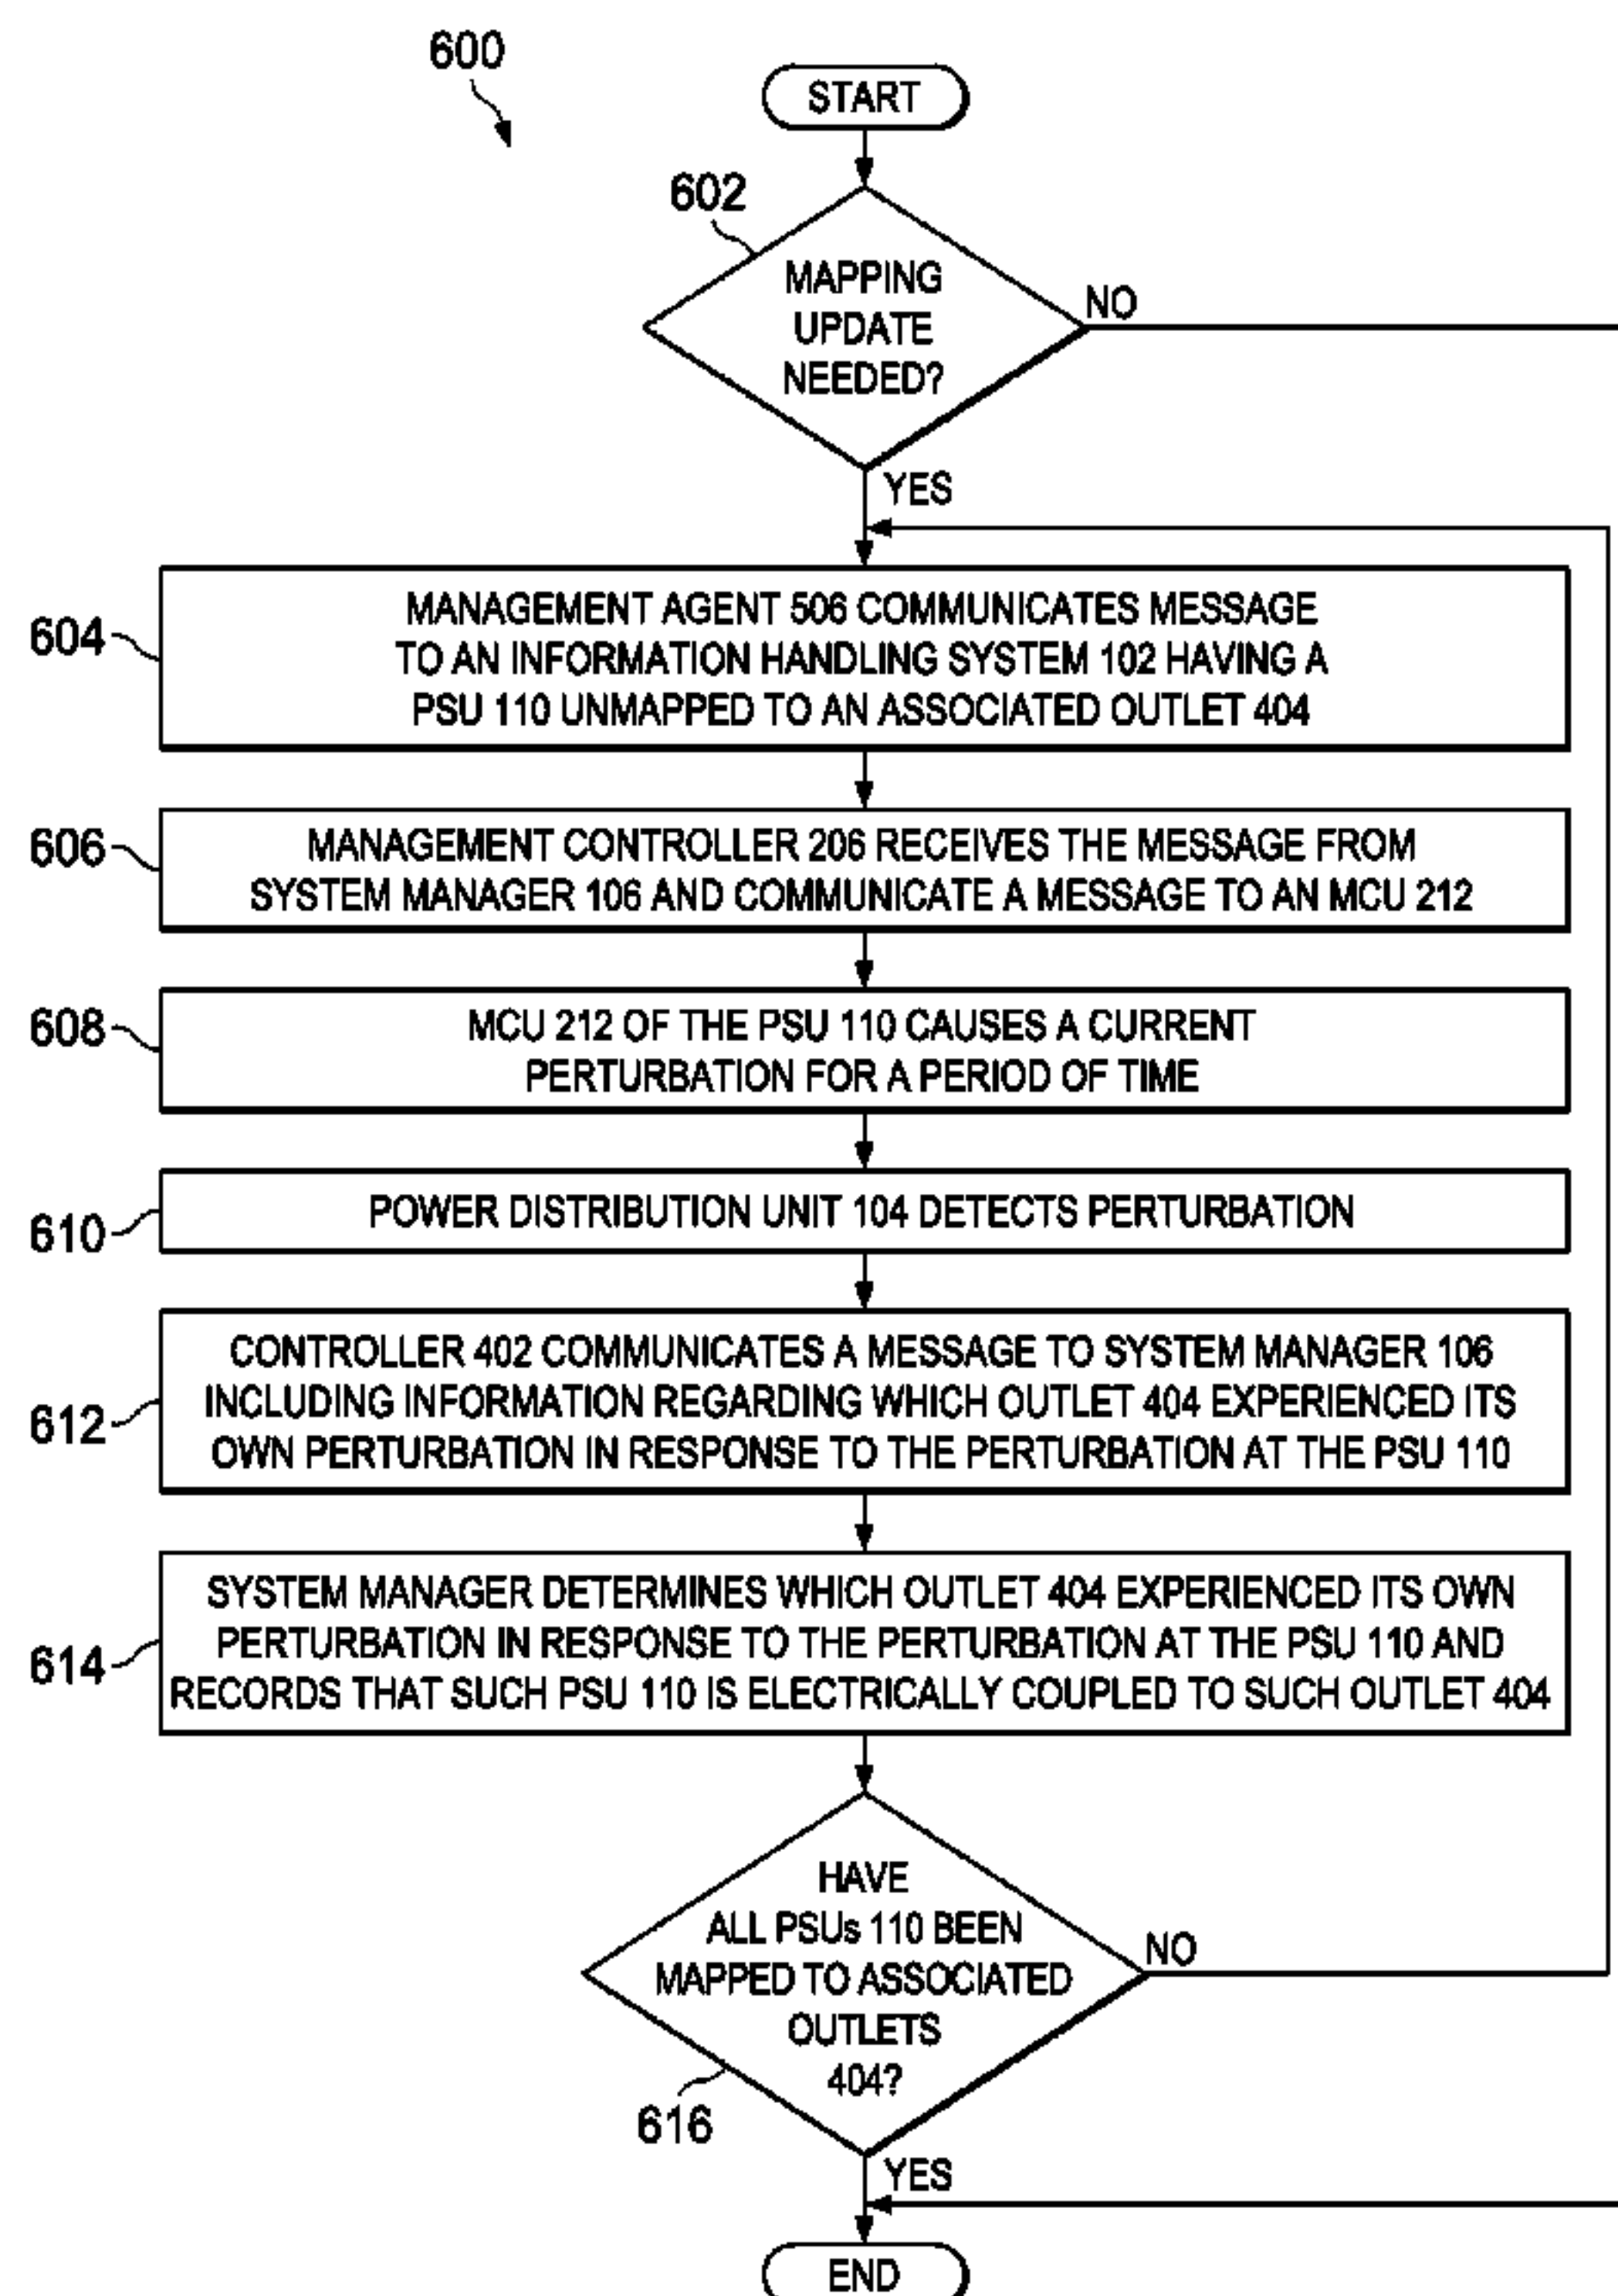 600
START
602
MAPPING
UPDATE
NEEDED?
NO
YES
604
MANAGEMENT AGENT 506 COMMUNICATES MESSAGE
TO AN INFORMATION HANDLING SYSTEM 102 HAVING A
PSU 110 UNMAPPED TO AN ASSOCIATED OUTLET 404
606
MANAGEMENT CONTROLLER 206 RECEIVES THE MESSAGE FROM
SYSTEM MANAGER 106 AND COMMUNICATE A MESSAGE TO AN MCU 212
608
MCU 212 OF THE PSU 110 CAUSES A CURRENT
PERTURBATION FOR A PERIOD OF TIME
610
POWER DISTRIBUTION UNIT 104 DETECTS PERTURBATION
612
CONTROLLER 402 COMMUNICATES A MESSAGE TO SYSTEM MANAGER 106
INCLUDING INFORMATION REGARDING WHICH OUTLET 404 EXPERIENCED ITS
OWN PERTURBATION IN RESPONSE TO THE PERTURBATION AT THE PSU 110
614
SYSTEM MANAGER DETERMINES WHICH OUTLET 404 EXPERIENCED ITS OWN
PERTURBATION IN RESPONSE TO THE PERTURBATION AT THE PSU 110 AND
RECORDS THAT SUCH PSU 110 IS ELECTRICALLY COUPLED TO SUCH OUTLET 404
HAVE
ALL PSUs 110 BEEN
MAPPED TO ASSOCIATED
OUTLETS
404?
NO
616
YES
END